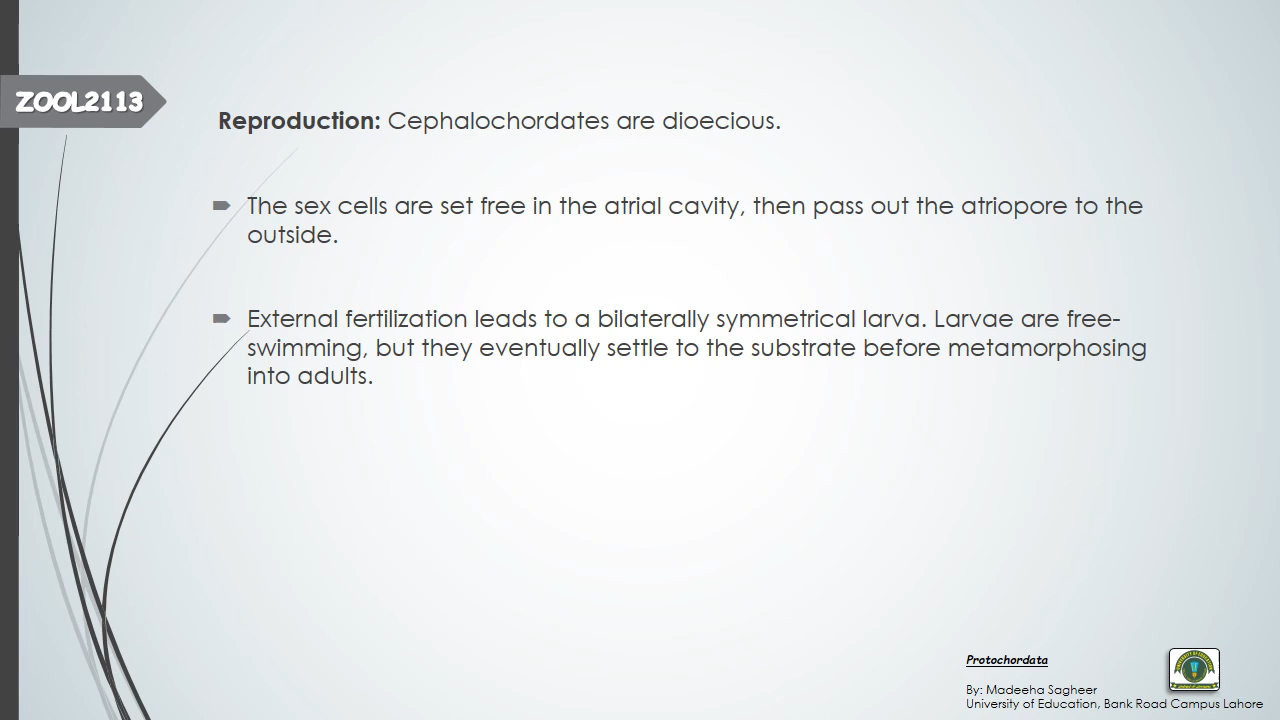 ZOOL2113
Reproduction: Cephalochordates are dioecious.
The sex cells are set free in the atrial cavity, then pass out the atriopore to the
outside.
External fertilization leads to a bilaterally symmetrical larva. Larvae are free-
swimming, but they eventually settle to the substrate before metamorphosing
into adults.
Protochordata
By: Madeeha Sagheer
University of Education, Bank Road Campus Lahore